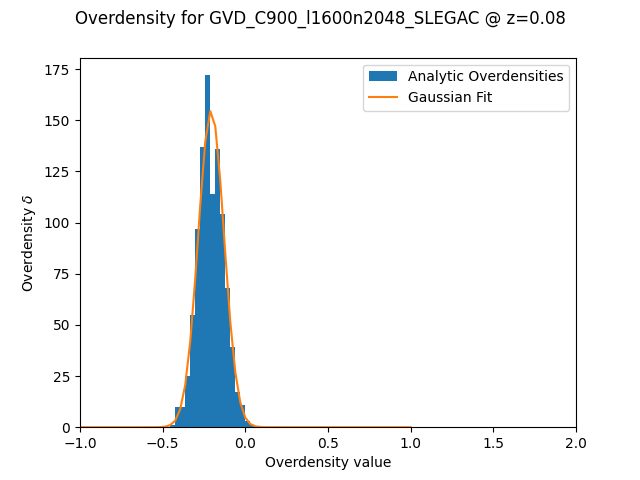 Overdensity for GVD_C900_l1600n2048_SLEGAC @ z=0.08
Analytic Overdensities
Gaussian Fit
Overdensity δ
175
150
125
100
75
50
25
0
−1.0 −0.5 0.0 0.5 1.0 1.5 2.0
Overdensity value